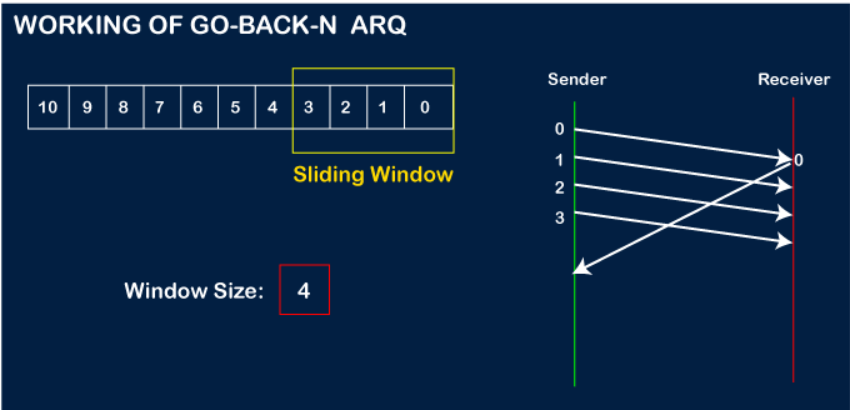 WORKING OF GO-BACK-N ARQ
10 9 8 7 6 5 4 3 2 1 0
Sliding Window
Window Size: 4
Sender Receiver
0
1 0
2
3